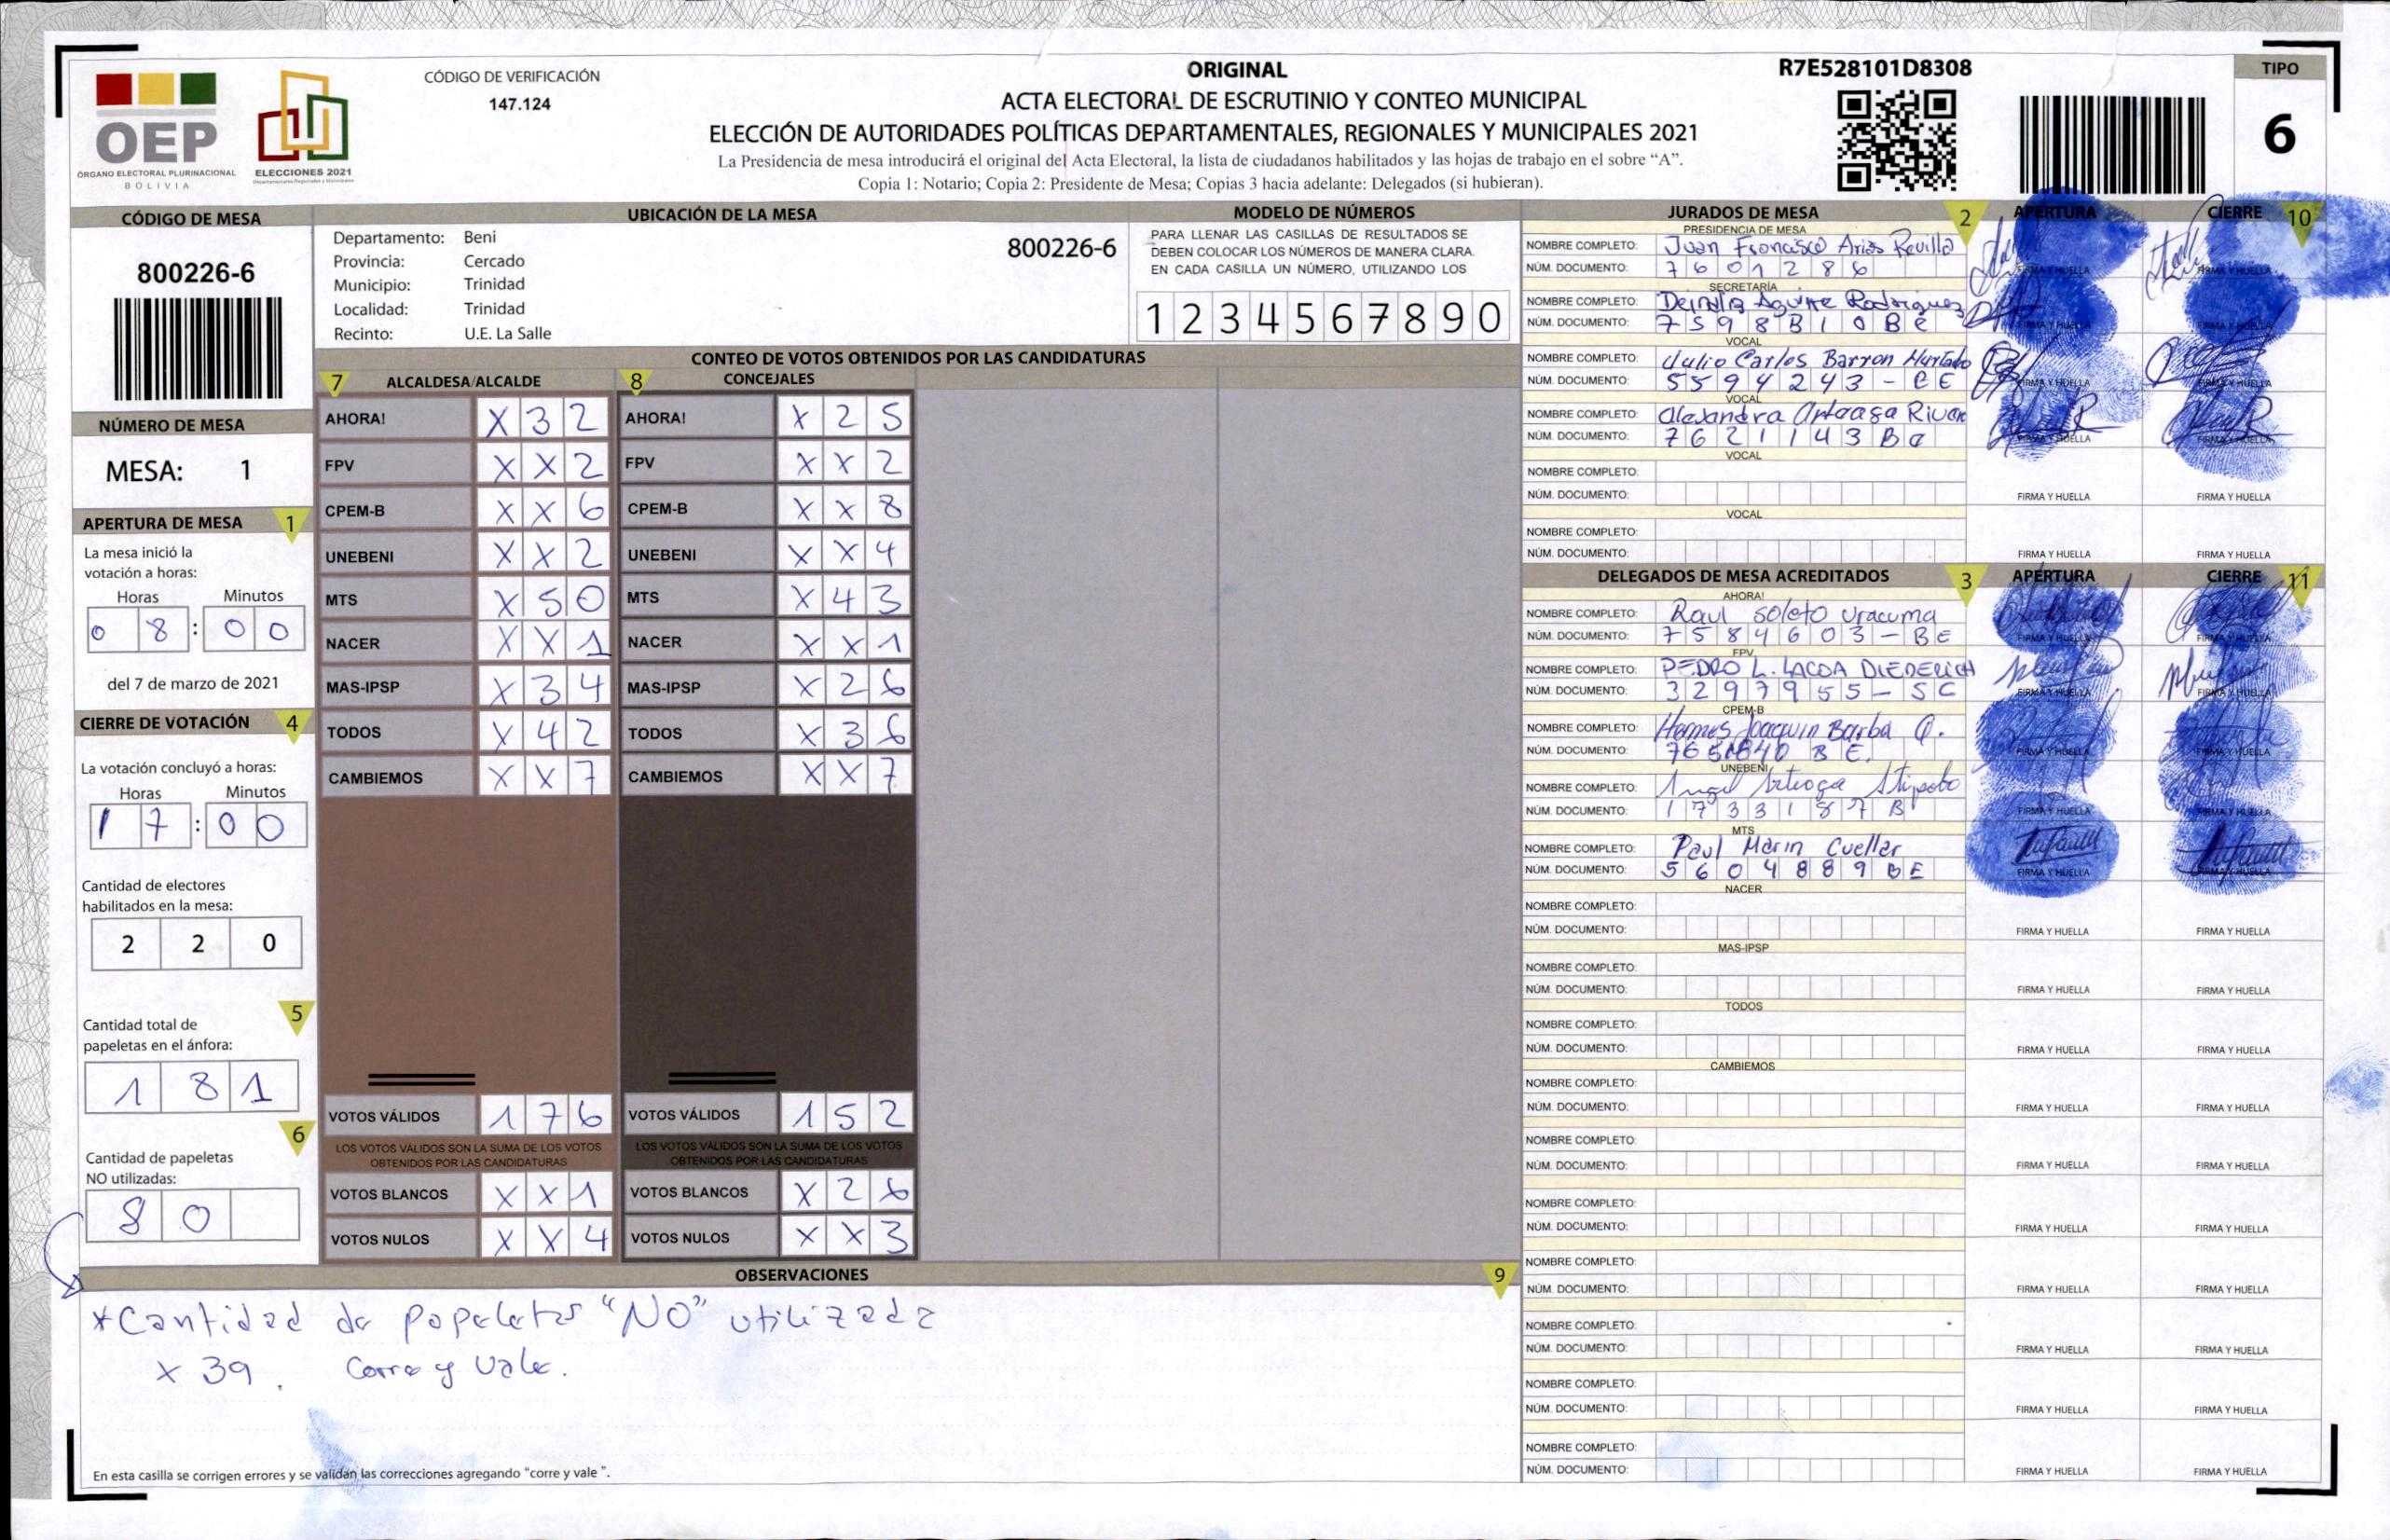 OEP
ÓRGANO ELECTORAL PLURINACIONAL
BOLIVIA
ELECCIONES 2021
CÓDIGO DE VERIFICACIÓN
147.124
ORIGINAL
ACTA ELECTORAL DE ESCRUTINIO Y CONTEO MUNICIPAL
ELECCIÓN DE AUTORIDADES POLÍTICAS DEPARTAMENTALES, REGIONALES Y MUNICIPALES 2021
La Presidencia de mesa introducirá el original del Acta Electoral, la lista de ciudadanos habilitados y las hojas de trabajo en el sobre “A”.
Copia 1: Notario; Copia 2: Presidente de Mesa; Copias 3 hacia adelante: Delegados (si hubieran).
R7E528101D8308
TIPO
6
CÓDIGO DE MESA
800226-6
NÚMERO DE MESA
MESA: 1
APERTURA DE MESA 1
La mesa inició la
votación a horas:
Horas Minutos
0 8 : 0 0
del 7 de marzo de 2021
CIERRE DE VOTACIÓN 4
La votación concluyó a horas:
Horas Minutos
1 7 : 0 0
Cantidad de electores
habilitados en la mesa:
2 2 0
5
Cantidad total de
papeletas en el ánfora:
1 8 1
6
Cantidad de papeletas
NO utilizadas:
8 0
UBICACIÓN DE LA MESA
Departamento: Beni
Provincia: Cercado
Municipio: Trinidad
Localidad: Trinidad
Recinto: U.E. La Salle
800226-6
MODELO DE NÚMEROS
PARA LLENAR LAS CASILLAS DE RESULTADOS SE
DEBEN COLOCAR LOS NÚMEROS DE MANERA CLARA.
EN CADA CASILLA UN NÚMERO, UTILIZANDO LOS
1 2 3 4 5 6 7 8 9 0
CONTEO DE VOTOS OBTENIDOS POR LAS CANDIDATURAS
7 ALCALDESA/ALCALDE
AHORA! X 3 2
FPV X X 2
CPEM-B X X 6
UNEBENI X X 2
MTS X 5 0
NACER X X 1
MAS-IPSP X 3 4
TODOS X 4 2
CAMBIEMOS X X 7
VOTOS VÁLIDOS 1 7 6
LOS VOTOS VÁLIDOS SON LA SUMA DE LOS VOTOS
OBTENIDOS POR LAS CANDIDATURAS
VOTOS BLANCOS X X 1
VOTOS NULOS X X 4
8 CONCEJALES
AHORA! X 2 5
FPV X X 2
CPEM-B X X 8
UNEBENI X X 4
MTS X 4 3
NACER X X 1
MAS-IPSP X 2 6
TODOS X 3 6
CAMBIEMOS X X 7
VOTOS VÁLIDOS 1 5 2
LOS VOTOS VÁLIDOS SON LA SUMA DE LOS VOTOS
OBTENIDOS POR LAS CANDIDATURAS
VOTOS BLANCOS X 2 6
VOTOS NULOS X X 3
OBSERVACIONES 9
*Cantidad de papeletas “NO” utilizada
X 39. Corre y Vale.
En esta casilla se corrigen errores y se validan las correcciones agregando “corre y vale ”.
JURADOS DE MESA 2 APERTURA CIERRE 10
PRESIDENCIA DE MESA
NOMBRE COMPLETO: Juan Francisco Arias Revilla
NÚM. DOCUMENTO: 7 6 0 1 2 8 6 FIRMA Y HUELLA FIRMA Y HUELLA
SECRETARÍA
NOMBRE COMPLETO: Aguirre Rodriguez
NÚM. DOCUMENTO: 7 5 9 8 B 1 0 B e FIRMA Y HUELLA FIRMA Y HUELLA
VOCAL
NOMBRE COMPLETO: Julio Carlos Barron Hurtado
NÚM. DOCUMENTO: 5 5 9 4 2 4 3 - B E FIRMA Y HUELLA FIRMA Y HUELLA
VOCAL
NOMBRE COMPLETO: Alejandra Arteaga Rivar
NÚM. DOCUMENTO: 7 6 2 1 1 4 3 B e FIRMA Y HUELLA FIRMA Y HUELLA
VOCAL
NOMBRE COMPLETO:
NÚM. DOCUMENTO: FIRMA Y HUELLA FIRMA Y HUELLA
VOCAL
NOMBRE COMPLETO:
NÚM. DOCUMENTO: FIRMA Y HUELLA FIRMA Y HUELLA
DELEGADOS DE MESA ACREDITADOS 3 APERTURA CIERRE 11
AHORA!
NOMBRE COMPLETO: Raul Soleto Uracuma
NÚM. DOCUMENTO: 7 5 8 4 6 0 3 - B E FIRMA Y HUELLA FIRMA Y HUELLA
FPV
NOMBRE COMPLETO: PEDRO L. LACOA DIEDERICH
NÚM. DOCUMENTO: 3 2 9 7 9 5 5 - S C FIRMA Y HUELLA FIRMA Y HUELLA
CPEM-B
NOMBRE COMPLETO: Hermes Joaquin Barba Q.
NÚM. DOCUMENTO: B E. FIRMA Y HUELLA FIRMA Y HUELLA
UNEBENI
NOMBRE COMPLETO: Angel
NÚM. DOCUMENTO: 1 7 3 3 1 8 7 B FIRMA Y HUELLA FIRMA Y HUELLA
MTS
NOMBRE COMPLETO: Paul Marin Cuellar
NÚM. DOCUMENTO: 5 6 0 4 8 8 9 B E FIRMA Y HUELLA FIRMA Y HUELLA
NACER
NOMBRE COMPLETO:
NÚM. DOCUMENTO: FIRMA Y HUELLA FIRMA Y HUELLA
MAS-IPSP
NOMBRE COMPLETO:
NÚM. DOCUMENTO: FIRMA Y HUELLA FIRMA Y HUELLA
TODOS
NOMBRE COMPLETO:
NÚM. DOCUMENTO: FIRMA Y HUELLA FIRMA Y HUELLA
CAMBIEMOS
NOMBRE COMPLETO:
NÚM. DOCUMENTO: FIRMA Y HUELLA FIRMA Y HUELLA
NOMBRE COMPLETO:
NÚM. DOCUMENTO: FIRMA Y HUELLA FIRMA Y HUELLA
NOMBRE COMPLETO:
NÚM. DOCUMENTO: FIRMA Y HUELLA FIRMA Y HUELLA
NOMBRE COMPLETO:
NÚM. DOCUMENTO: FIRMA Y HUELLA FIRMA Y HUELLA
NOMBRE COMPLETO:
NÚM. DOCUMENTO: FIRMA Y HUELLA FIRMA Y HUELLA
NOMBRE COMPLETO:
NÚM. DOCUMENTO: FIRMA Y HUELLA FIRMA Y HUELLA
NOMBRE COMPLETO:
NÚM. DOCUMENTO: FIRMA Y HUELLA FIRMA Y HUELLA